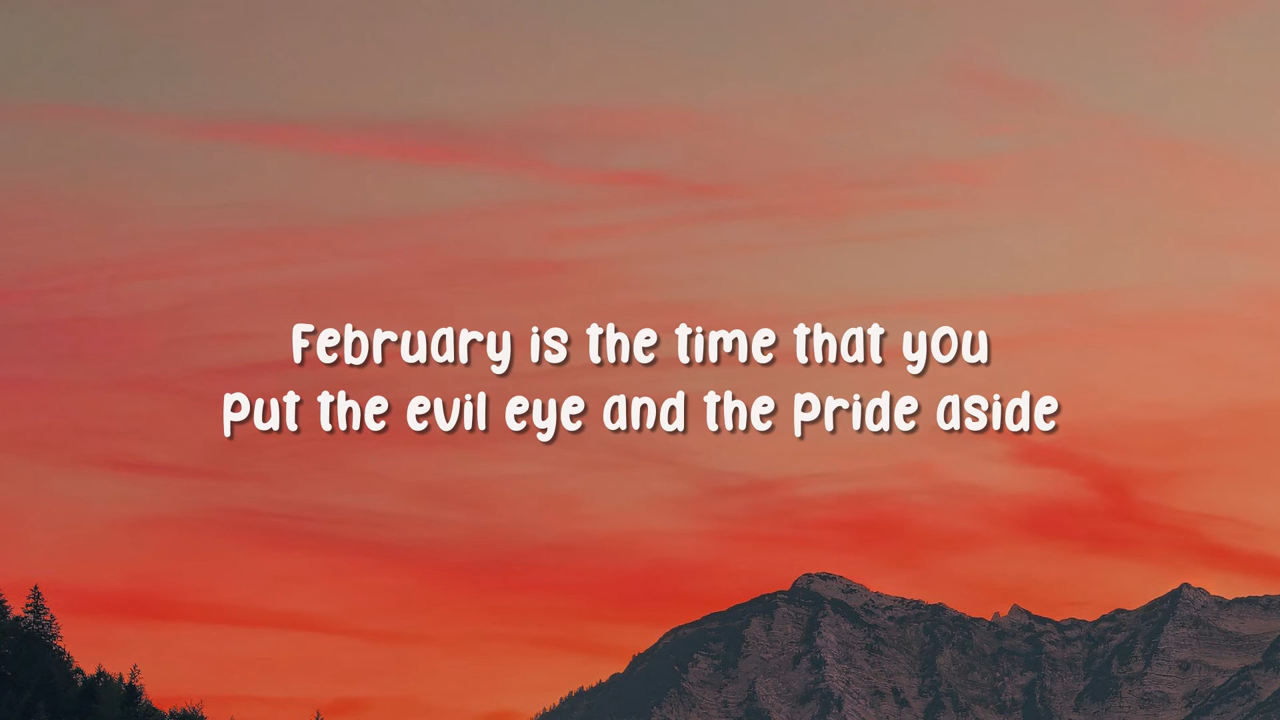 February is the time that you
Put the evil eye and the Pride aside